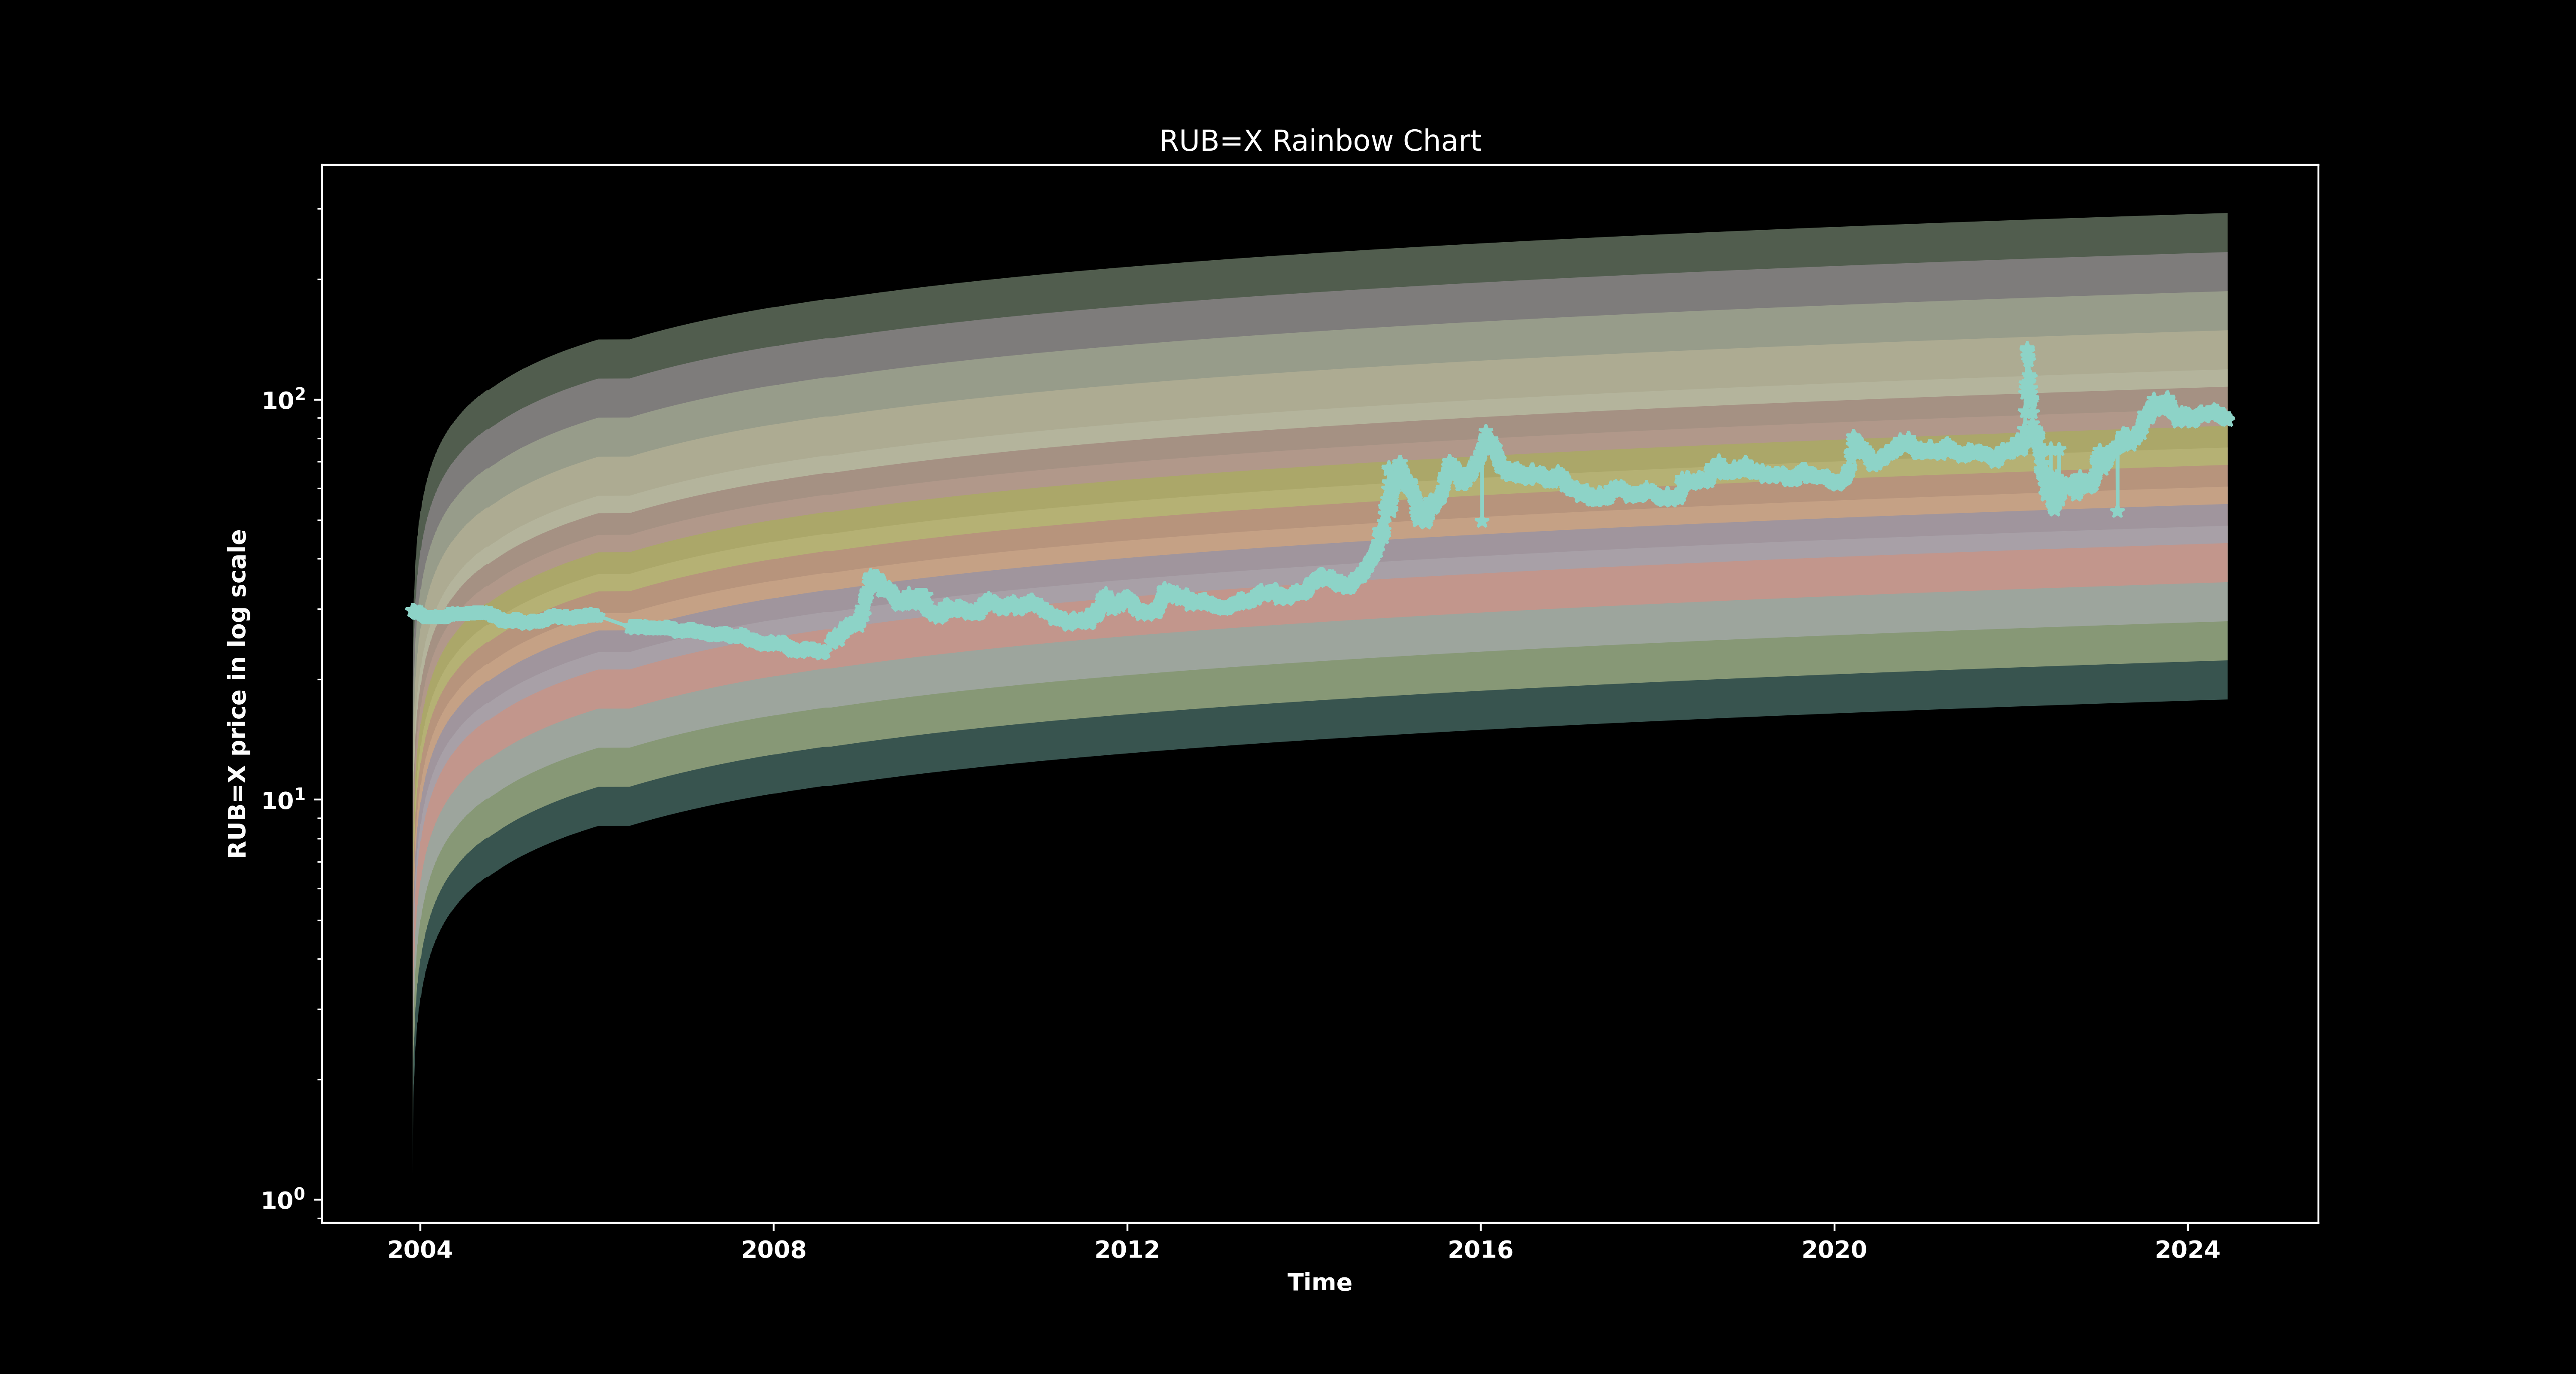 RUB=X Rainbow Chart
RUB=X price in log scale
10²
10¹
10⁰
2004 2008 2012 2016 2020 2024
Time